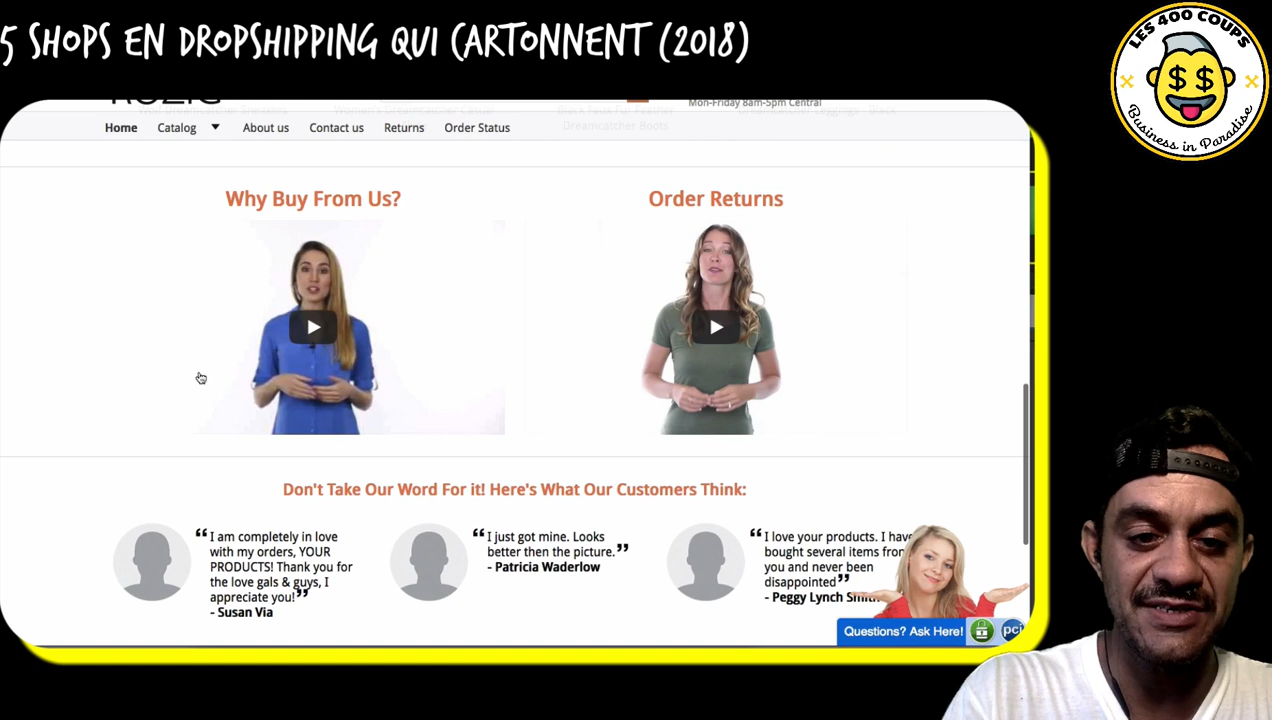 5 SHOPS EN DROPSHIPPING QUI CARTONNENT (2018)
LES 400 COUPS
Business in Paradise
Mon-Friday 8am-5pm Central
Dreamcatcher Boots
Home Catalog About us Contact us Returns Order Status
Why Buy From Us? Order Returns
Don't Take Our Word For it! Here's What Our Customers Think:
“ I am completely in love
with my orders, YOUR
PRODUCTS! Thank you for
the love gals & guys, I
appreciate you! ”
- Susan Via
“ I just got mine. Looks
better then the picture. ”
- Patricia Waderlow
“ I love your products. I have
bought several items from
you and never been
disappointed ”
- Peggy Lynch Smith
Questions? Ask Here!
pci